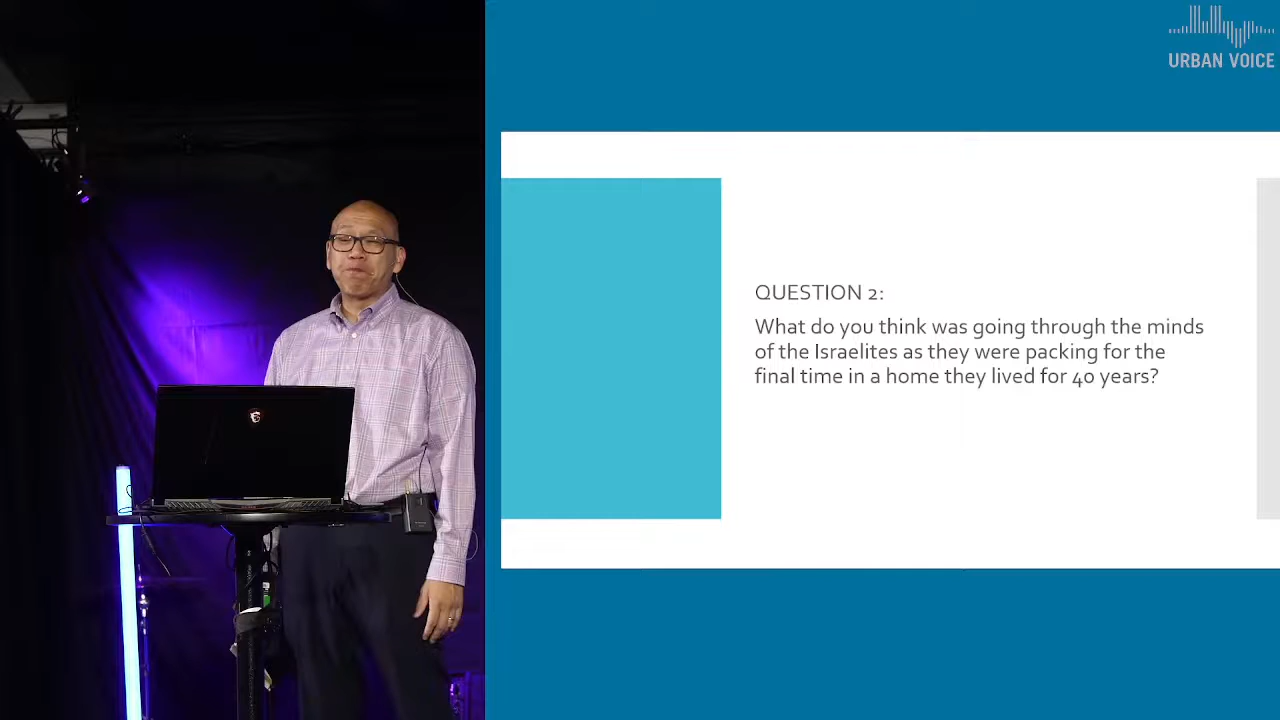 URBAN VOICE
QUESTION 2:
What do you think was going through the minds
of the Israelites as they were packing for the
final time in a home they lived for 40 years?